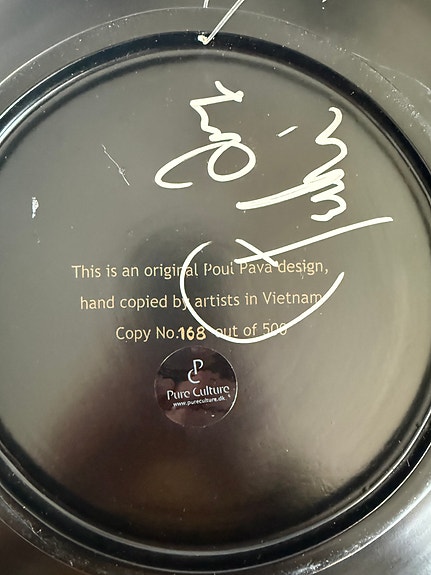 This is an original Poul Pava design,
hand copied by artists in Vietnam
Copy No.168 out of 500
PC
Pure Culture
www.pureculture.dk